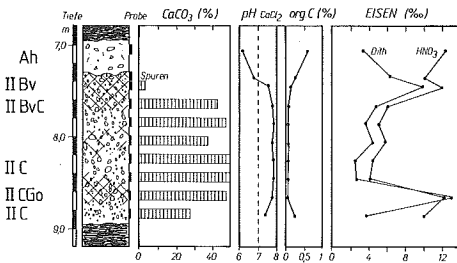 Tiefe Probe CaCO₃ (%) pH CaCl₂ org C (%) EISEN (‰)
m
7,0
Ah
Dith HNO₃
Spuren
II Bv
II BvC
8,0
II C
II CGo
II C
9,0
0 20 40 6 7 8 0 0,5 1 0 4 8 12